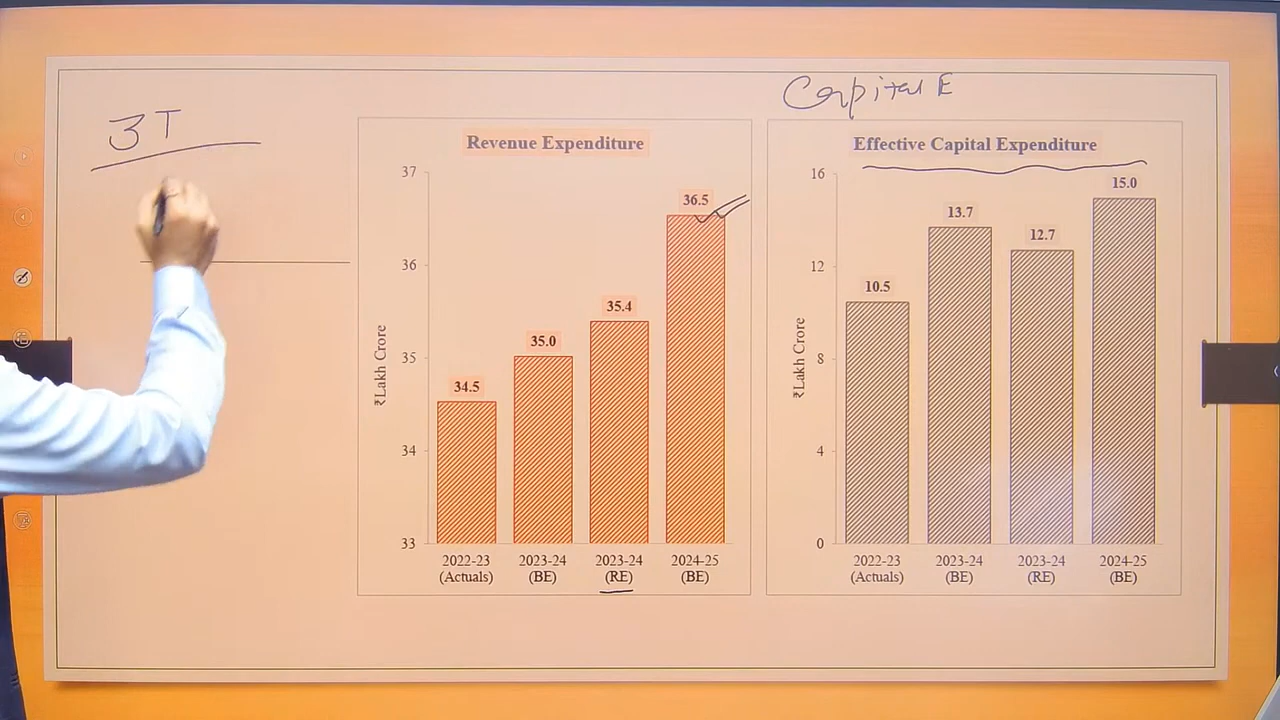 3T
Capital E
Revenue Expenditure
37
36
35
34
33
₹Lakh Crore
34.5
35.0
35.4
36.5
2022-23
(Actuals)
2023-24
(BE)
2023-24
(RE)
2024-25
(BE)
Effective Capital Expenditure
16
12
8
4
0
₹Lakh Crore
10.5
13.7
12.7
15.0
2022-23
(Actuals)
2023-24
(BE)
2023-24
(RE)
2024-25
(BE)